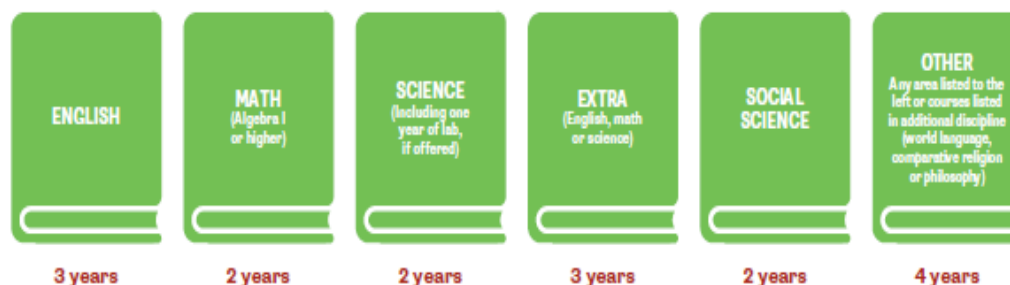 ENGLISH
MATH
(Algebra I
or higher)
SCIENCE
(Including one
year of lab,
if offered)
EXTRA
(English, math
or science)
SOCIAL
SCIENCE
OTHER
Any area listed to the
left or courses listed
in additional discipline
(world language,
comparative religion
or philosophy)
3 years
2 years
2 years
3 years
2 years
4 years